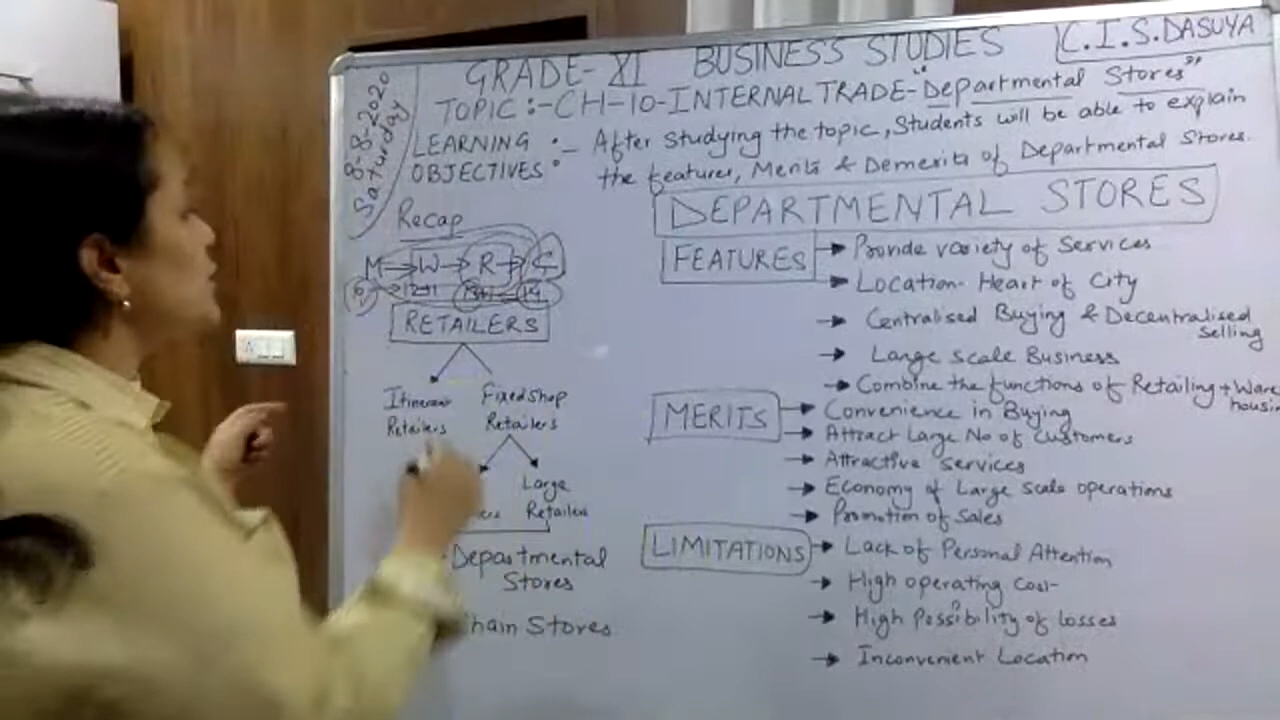 8-8-2020
Saturday
GRADE- XI BUSINESS STUDIES
C.I.S.DASUYA
TOPIC :- CH-10-INTERNAL TRADE-"Departmental Stores"
LEARNING OBJECTIVES :- After studying the topic, Students will be able to explain
the features, Merits & Demerits of Departmental Stores.
Recap
M W R C
RETAILERS
Itinerant Retailers
Fixed Shop Retailers
Large Retailers
Departmental Stores
Chain Stores
DEPARTMENTAL STORES
FEATURES
Provide variety of Services
Location- Heart of City
Centralised Buying & Decentralised Selling
Large scale Business
Combine the functions of Retailing + Ware housin
MERITS
Convenience in Buying
Attract Large No of Customers
Attractive Services
Economy of Large Scale operations
Promotion of Sales
LIMITATIONS
Lack of Personal Attention
High operating Cost
High Possibility of losses
Inconvenient Location